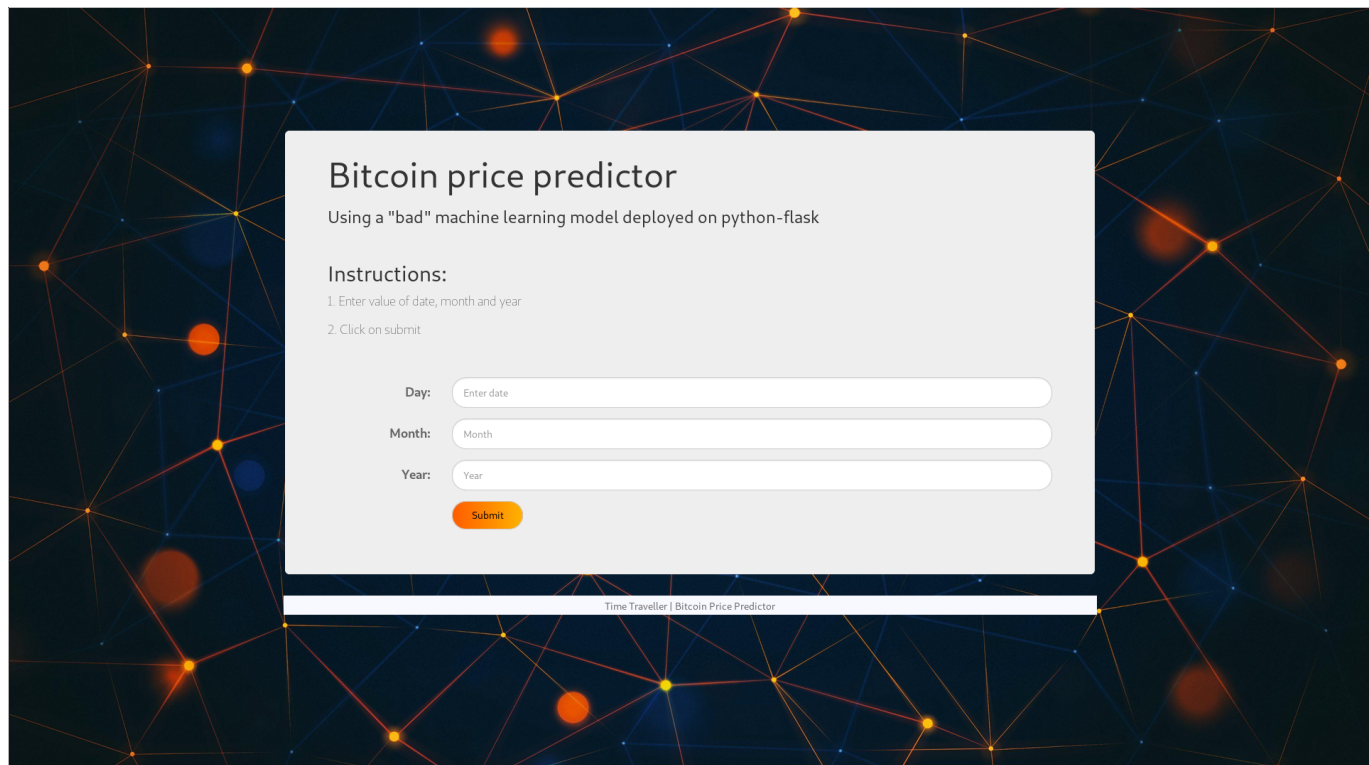 Bitcoin price predictor
Using a "bad" machine learning model deployed on python-flask
Instructions:
1. Enter value of date, month and year
2. Click on submit
Day: Enter date
Month: Month
Year: Year
Submit
Time Traveller | Bitcoin Price Predictor